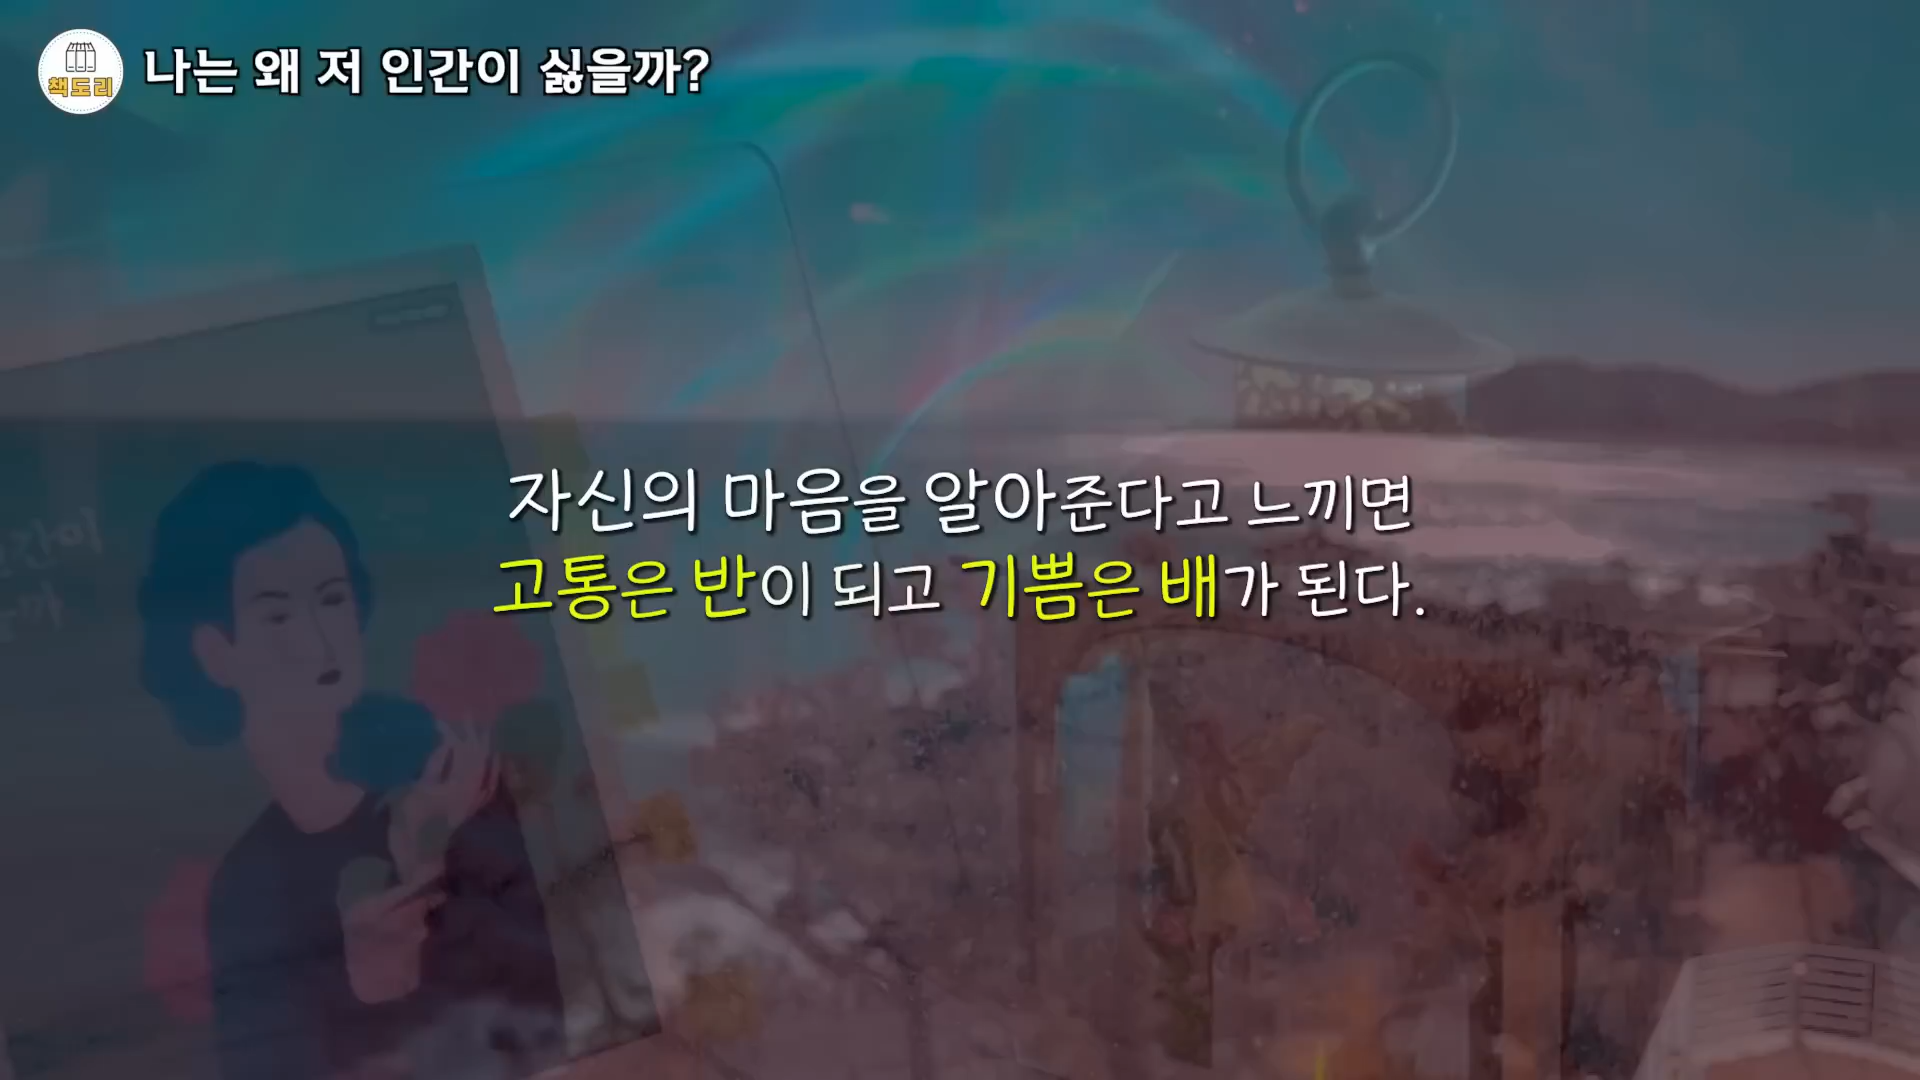 책도리
나는 왜 저 인간이 싫을까?
자신의 마음을 알아준다고 느끼면
고통은 반이 되고 기쁨은 배가 된다.